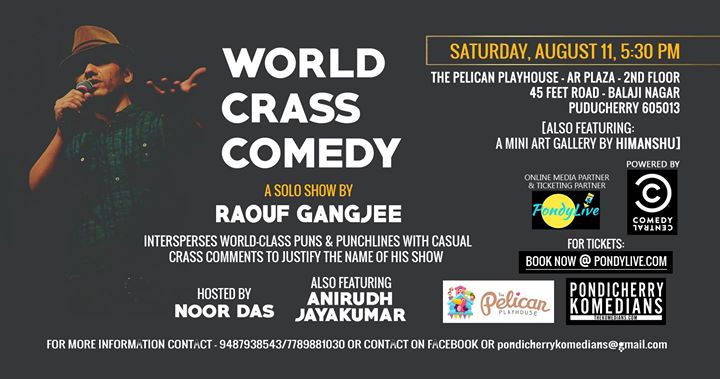 WORLD
CRASS
COMEDY
A SOLO SHOW BY
RAOUF GANGJEE
INTERSPERSES WORLD-CLASS PUNS & PUNCHLINES WITH CASUAL
CRASS COMMENTS TO JUSTIFY THE NAME OF HIS SHOW
HOSTED BY
NOOR DAS
ALSO FEATURING
ANIRUDH
JAYAKUMAR
SATURDAY, AUGUST 11, 5:30 PM
THE PELICAN PLAYHOUSE - AR PLAZA - 2ND FLOOR
45 FEET ROAD - BALAJI NAGAR
PUDUCHERRY 605013
[ALSO FEATURING:
A MINI ART GALLERY BY HIMANSHU]
ONLINE MEDIA PARTNER
& TICKETING PARTNER
PondyLive
POWERED BY
COMEDY
CENTRAL
FOR TICKETS:
BOOK NOW @ PONDYLIVE.COM
The
Pelican
PLAYHOUSE
PONDICHERRY
KOMEDIANS
THEKOMEDIANS.COM
FOR MORE INFORMATION CONTACT - 9487938543/7789881030 OR CONTACT ON FACEBOOK OR pondicherrykomedians@gmail.com